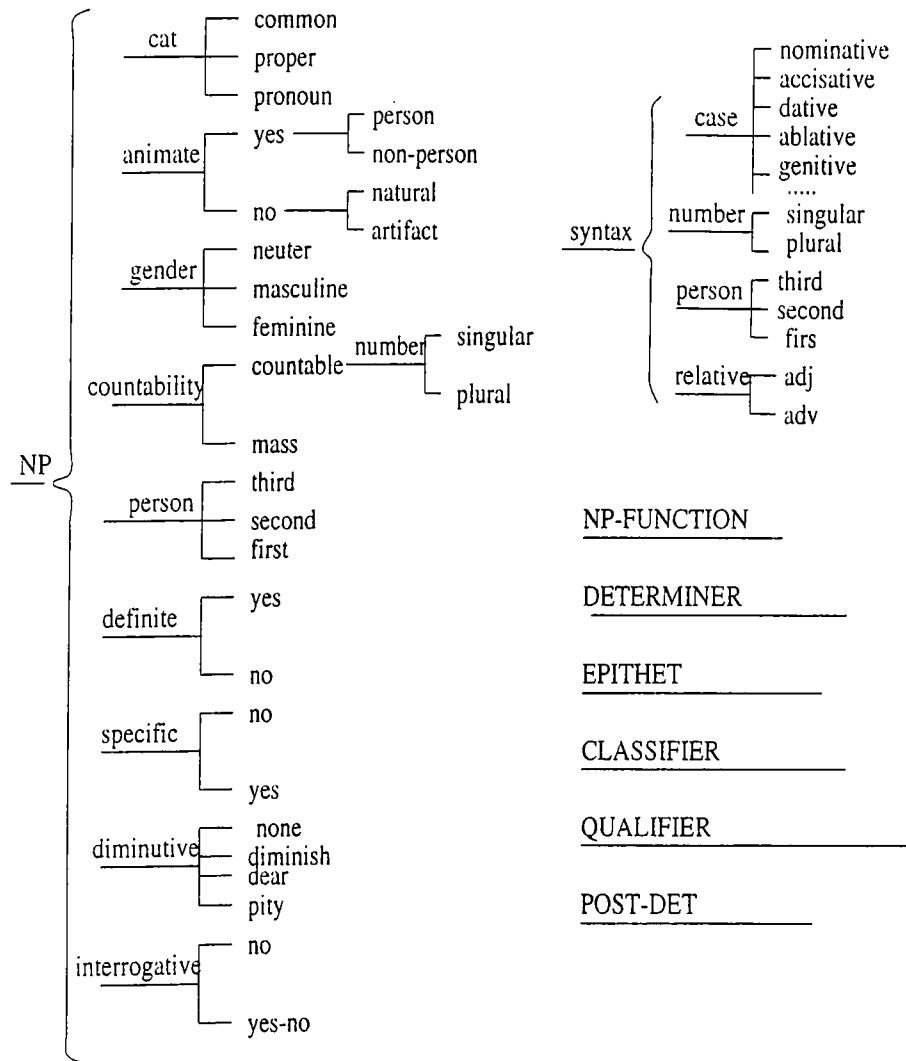 NP
cat
common
proper
pronoun
animate
yes
person
non-person
no
natural
artifact
gender
neuter
masculine
feminine
countability
countable
number
singular
plural
mass
person
third
second
first
definite
yes
no
specific
no
yes
diminutive
none
diminish
dear
pity
interrogative
no
yes-no
syntax
case
nominative
accisative
dative
ablative
genitive
.....
number
singular
plural
person
third
second
firs
relative
adj
adv
NP-FUNCTION
DETERMINER
EPITHET
CLASSIFIER
QUALIFIER
POST-DET